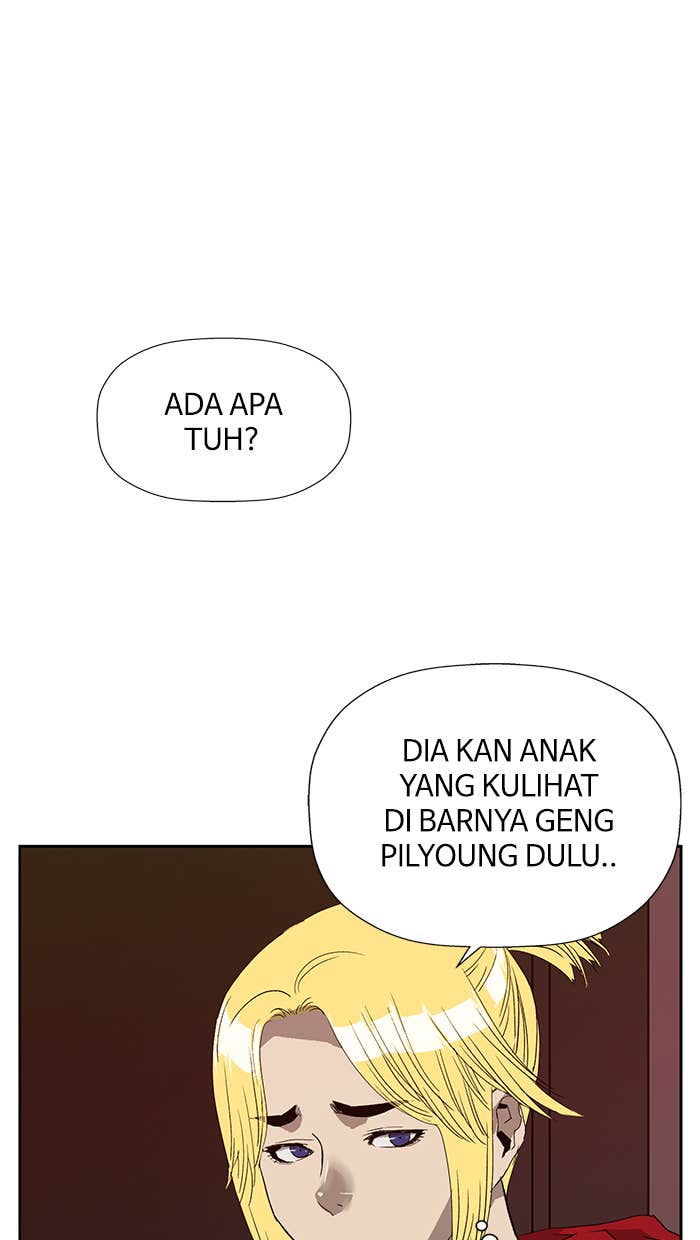 ADA APA
TUH?
DIA KAN ANAK
YANG KULIHAT
DI BARNYA GENG
PILYOUNG DULU..